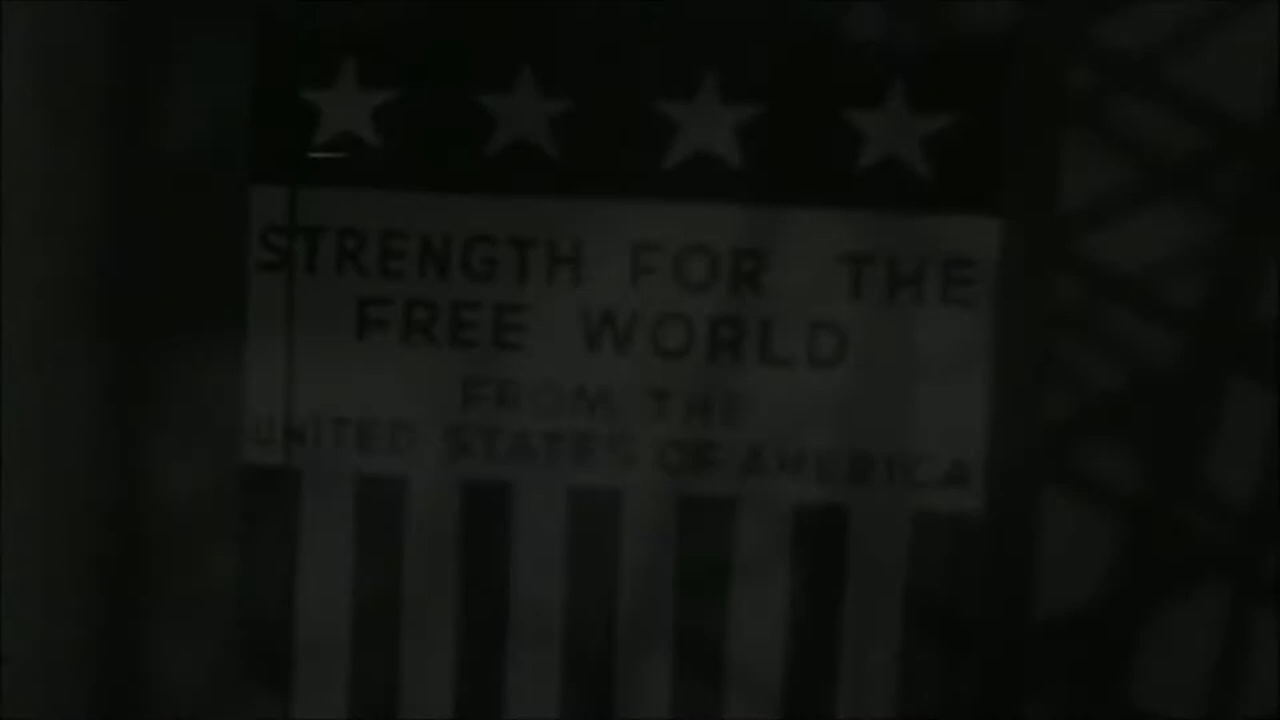 STRENGTH FOR THE
FREE WORLD
FROM THE
UNITED STATES OF AMERICA